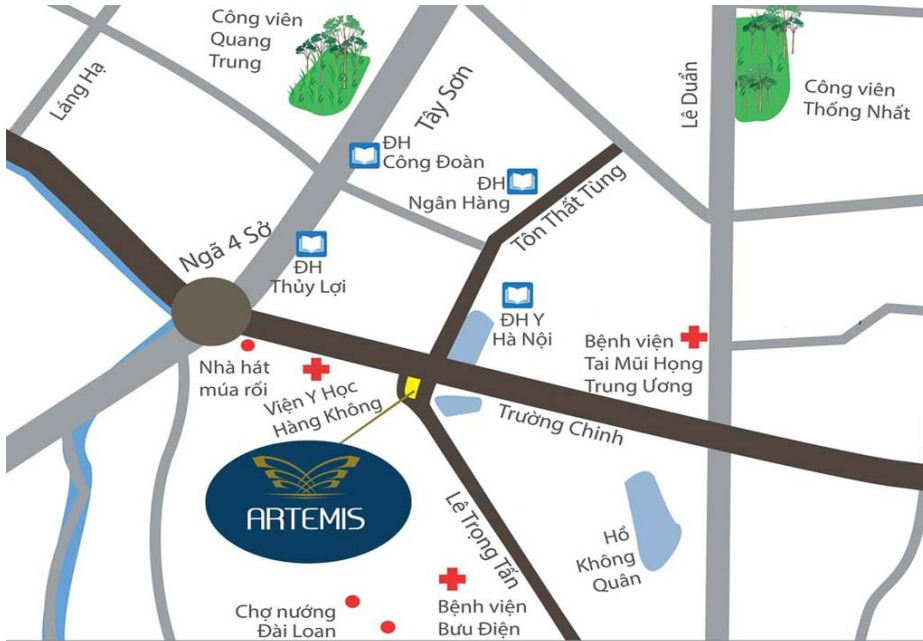 Công viên
Quang
Trung
Láng Hạ
Tây Sơn
Lê Duẩn
Công viên
Thống Nhất
ĐH
Công Đoàn
ĐH
Ngân Hàng
Tôn Thất Tùng
Ngã 4 Sở
ĐH
Thủy Lợi
ĐH Y
Hà Nội
Bệnh viện
Tai Mũi Họng
Trung Ương
Nhà hát
múa rối
Viện Y Học
Hàng Không
Trường Chinh
ARTEMIS
Lê Trọng Tấn
Hồ
Không
Quân
Chợ nướng
Đài Loan
Bệnh viện
Bưu Điện